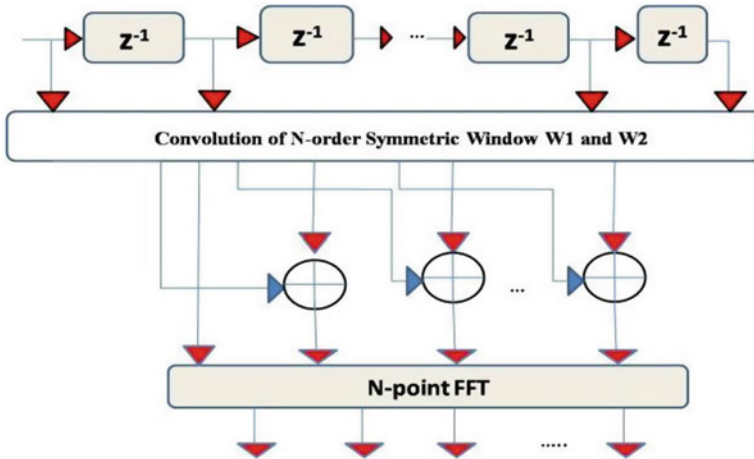 z⁻¹ z⁻¹ ... z⁻¹ z⁻¹
Convolution of N-order Symmetric Window W1 and W2
...
N-point FFT
.....